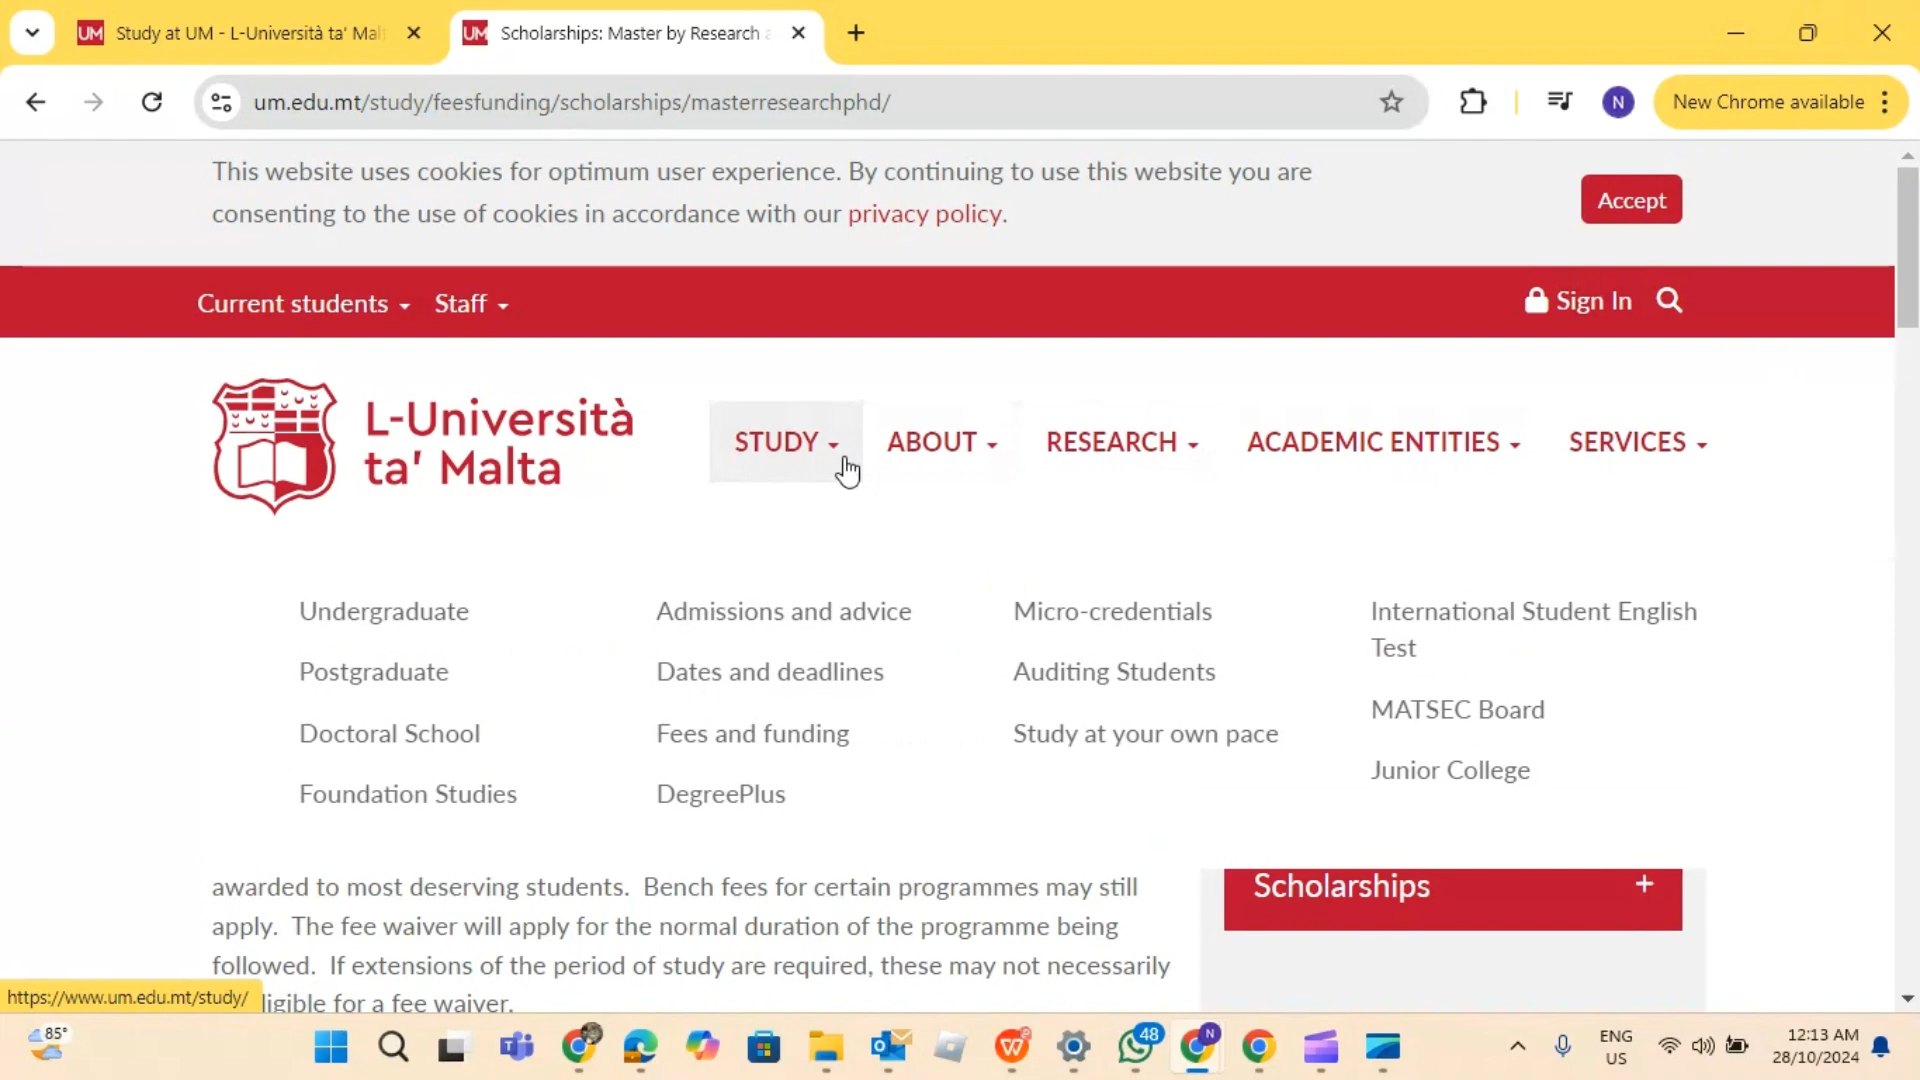 UM Study at UM - L-Università ta' Mal
UM Scholarships: Master by Research a
um.edu.mt/study/feesfunding/scholarships/masterresearchphd/
N
New Chrome available
This website uses cookies for optimum user experience. By continuing to use this website you are
consenting to the use of cookies in accordance with our privacy policy.
Accept
Current students
Staff
Sign In
L-Università
ta' Malta
STUDY
ABOUT
RESEARCH
ACADEMIC ENTITIES
SERVICES
Undergraduate
Postgraduate
Doctoral School
Foundation Studies
Admissions and advice
Dates and deadlines
Fees and funding
DegreePlus
Micro-credentials
Auditing Students
Study at your own pace
International Student English
Test
MATSEC Board
Junior College
awarded to most deserving students. Bench fees for certain programmes may still
apply. The fee waiver will apply for the normal duration of the programme being
followed. If extensions of the period of study are required, these may not necessarily
ligible for a fee waiver.
Scholarships +
https://www.um.edu.mt/study/
85°
48
N
ENG
US
12:13 AM
28/10/2024